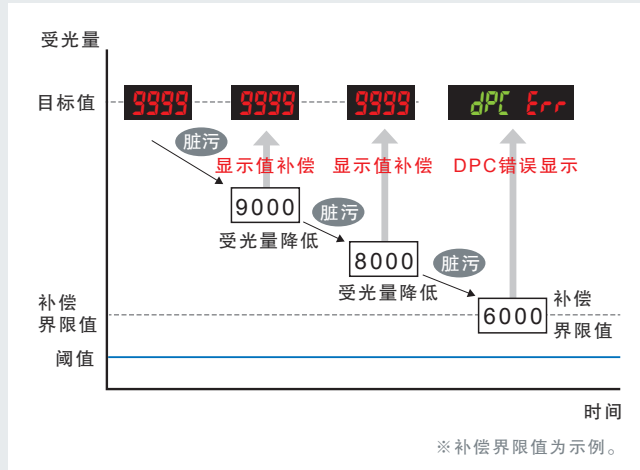 受光量
目标值
9999
9999
9999
dPC Err
脏污
显示值补偿
显示值补偿
DPC错误显示
9000
脏污
受光量降低
8000
脏污
受光量降低
补偿
界限值
6000
补偿
界限值
阈值
时间
※补偿界限值为示例。